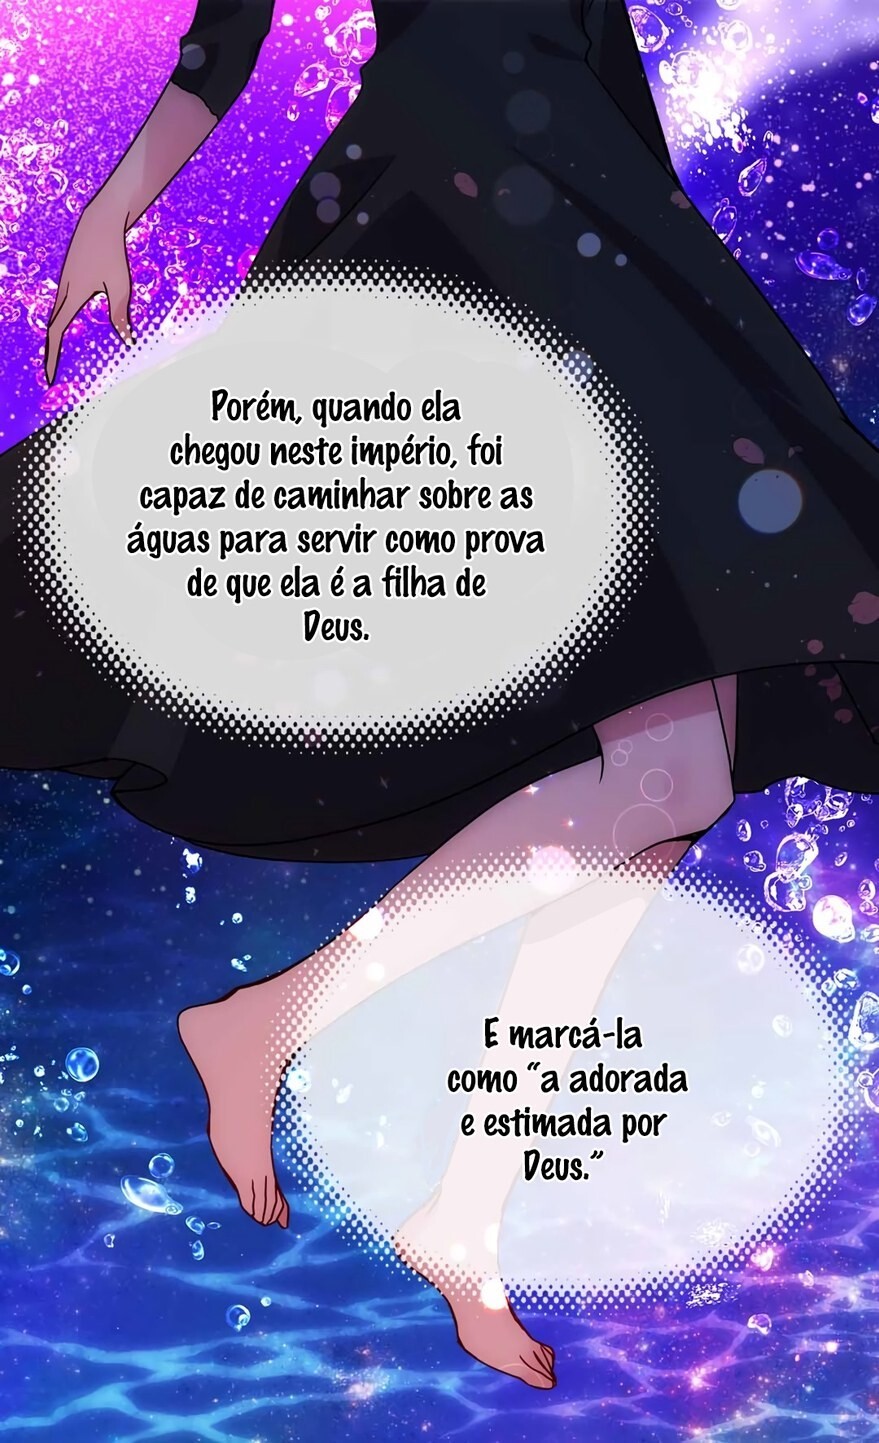 Porém, quando ela
chegou neste império, foi
capaz de caminhar sobre as
águas para servir como prova
de que ela é a filha de
Deus.
E marcá-la
como “a adorada
e estimada por
Deus.”